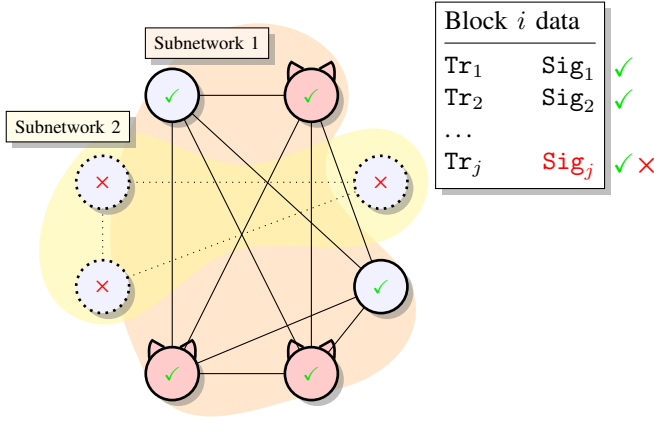 Subnetwork 1
Subnetwork 2
Block i data
Tr₁ Sig₁ ✓
Tr₂ Sig₂ ✓
...
Trⱼ Sigⱼ ✓ ×